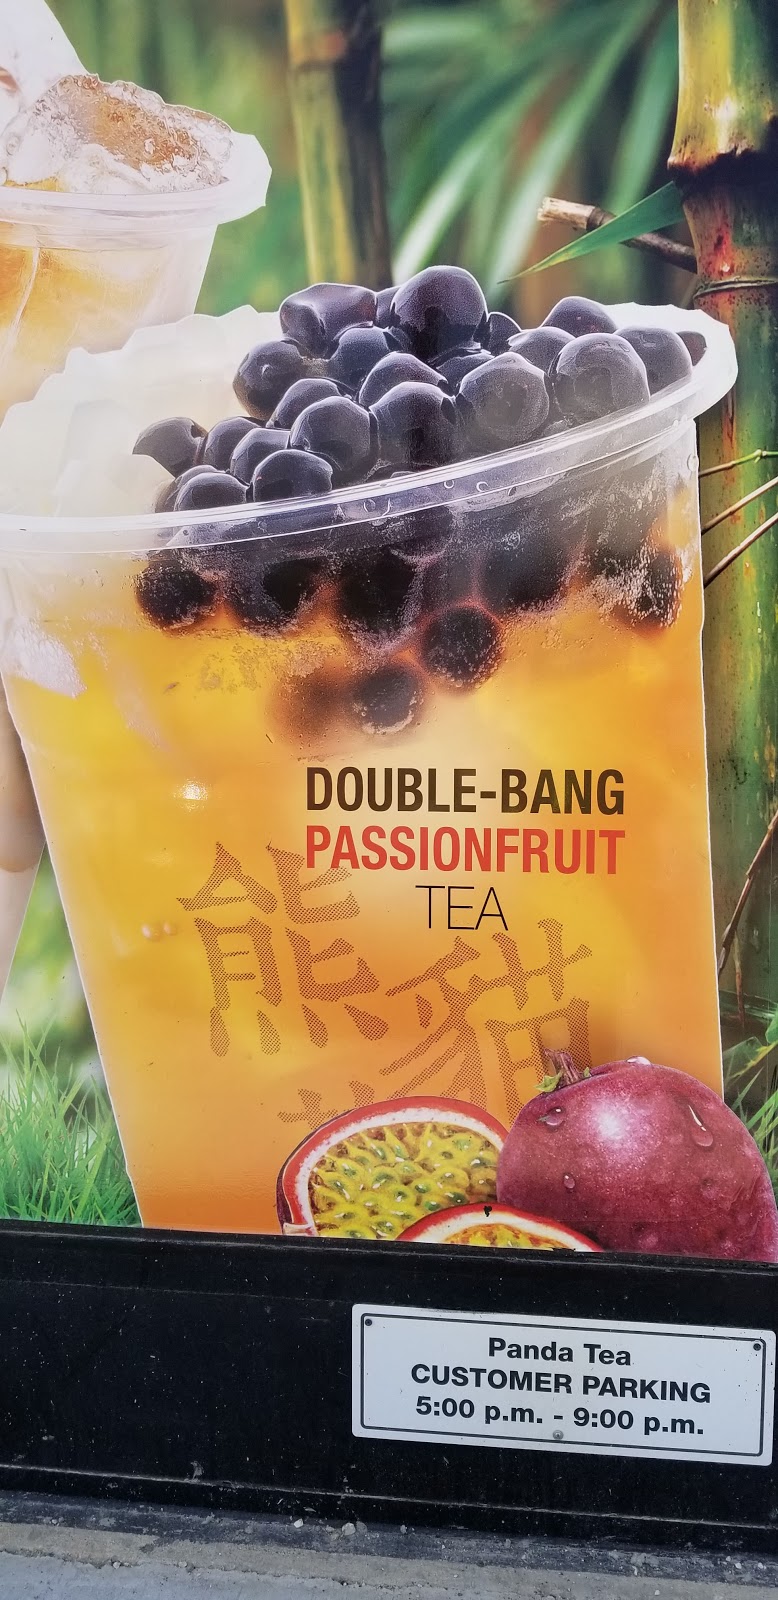 DOUBLE-BANG
PASSIONFRUIT
TEA
熊貓
Panda Tea
CUSTOMER PARKING
5:00 p.m. - 9:00 p.m.